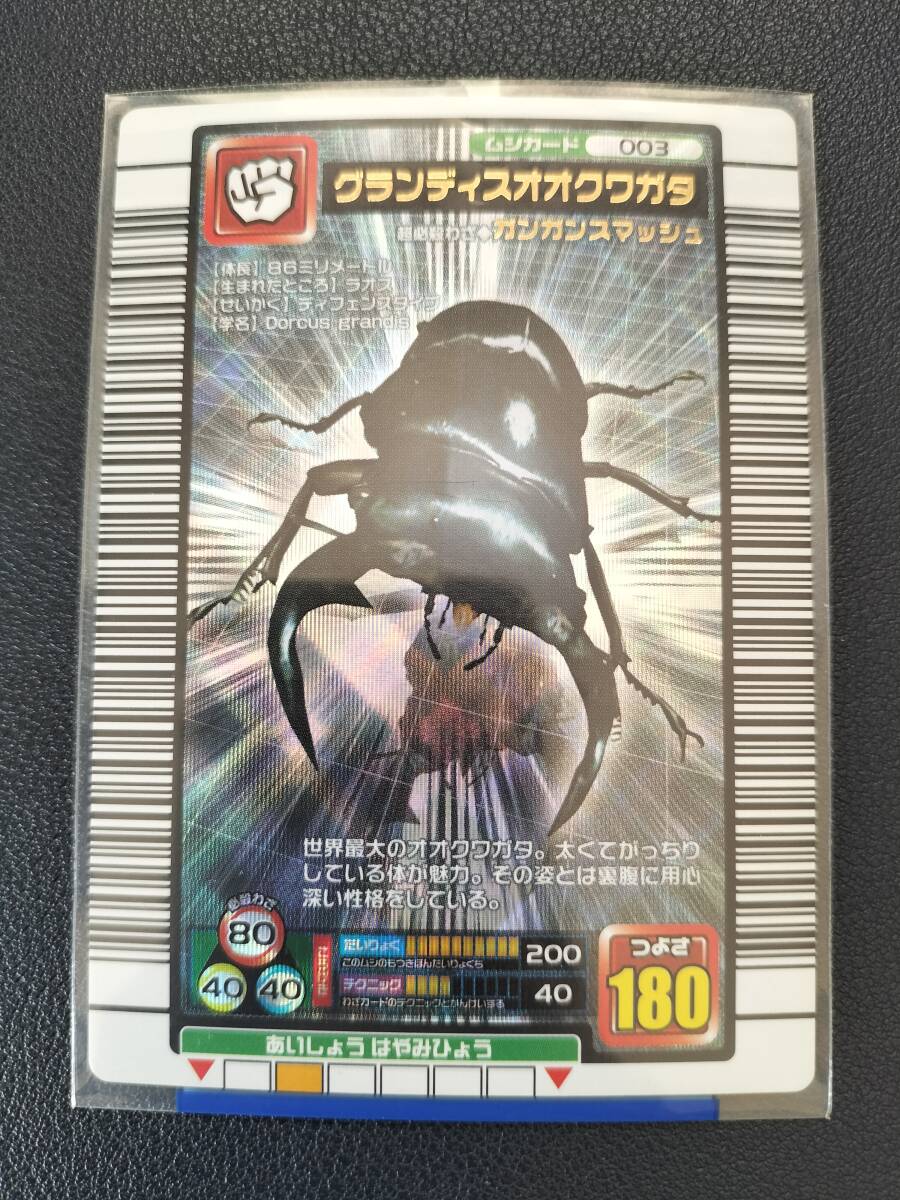 ムシカード 003
グランディスオオクワガタ
超必殺わざ◆ガンガンスマッシュ
【体長】86ミリメートル
【生まれたところ】ラオス
【せいかく】ディフェンスタイプ
【学名】Dorcus grandis
世界最大のオオクワガタ。太くてがっちり
している体が魅力。その姿とは裏腹に用心
深い性格をしている。
必殺わざ
80
40 40
たいりょく 200
このムシのもつきほんたいりょくち
テクニック 40
わざカードのテクニックとかんけいする
つよさ
180
あいしょうはやみひょう